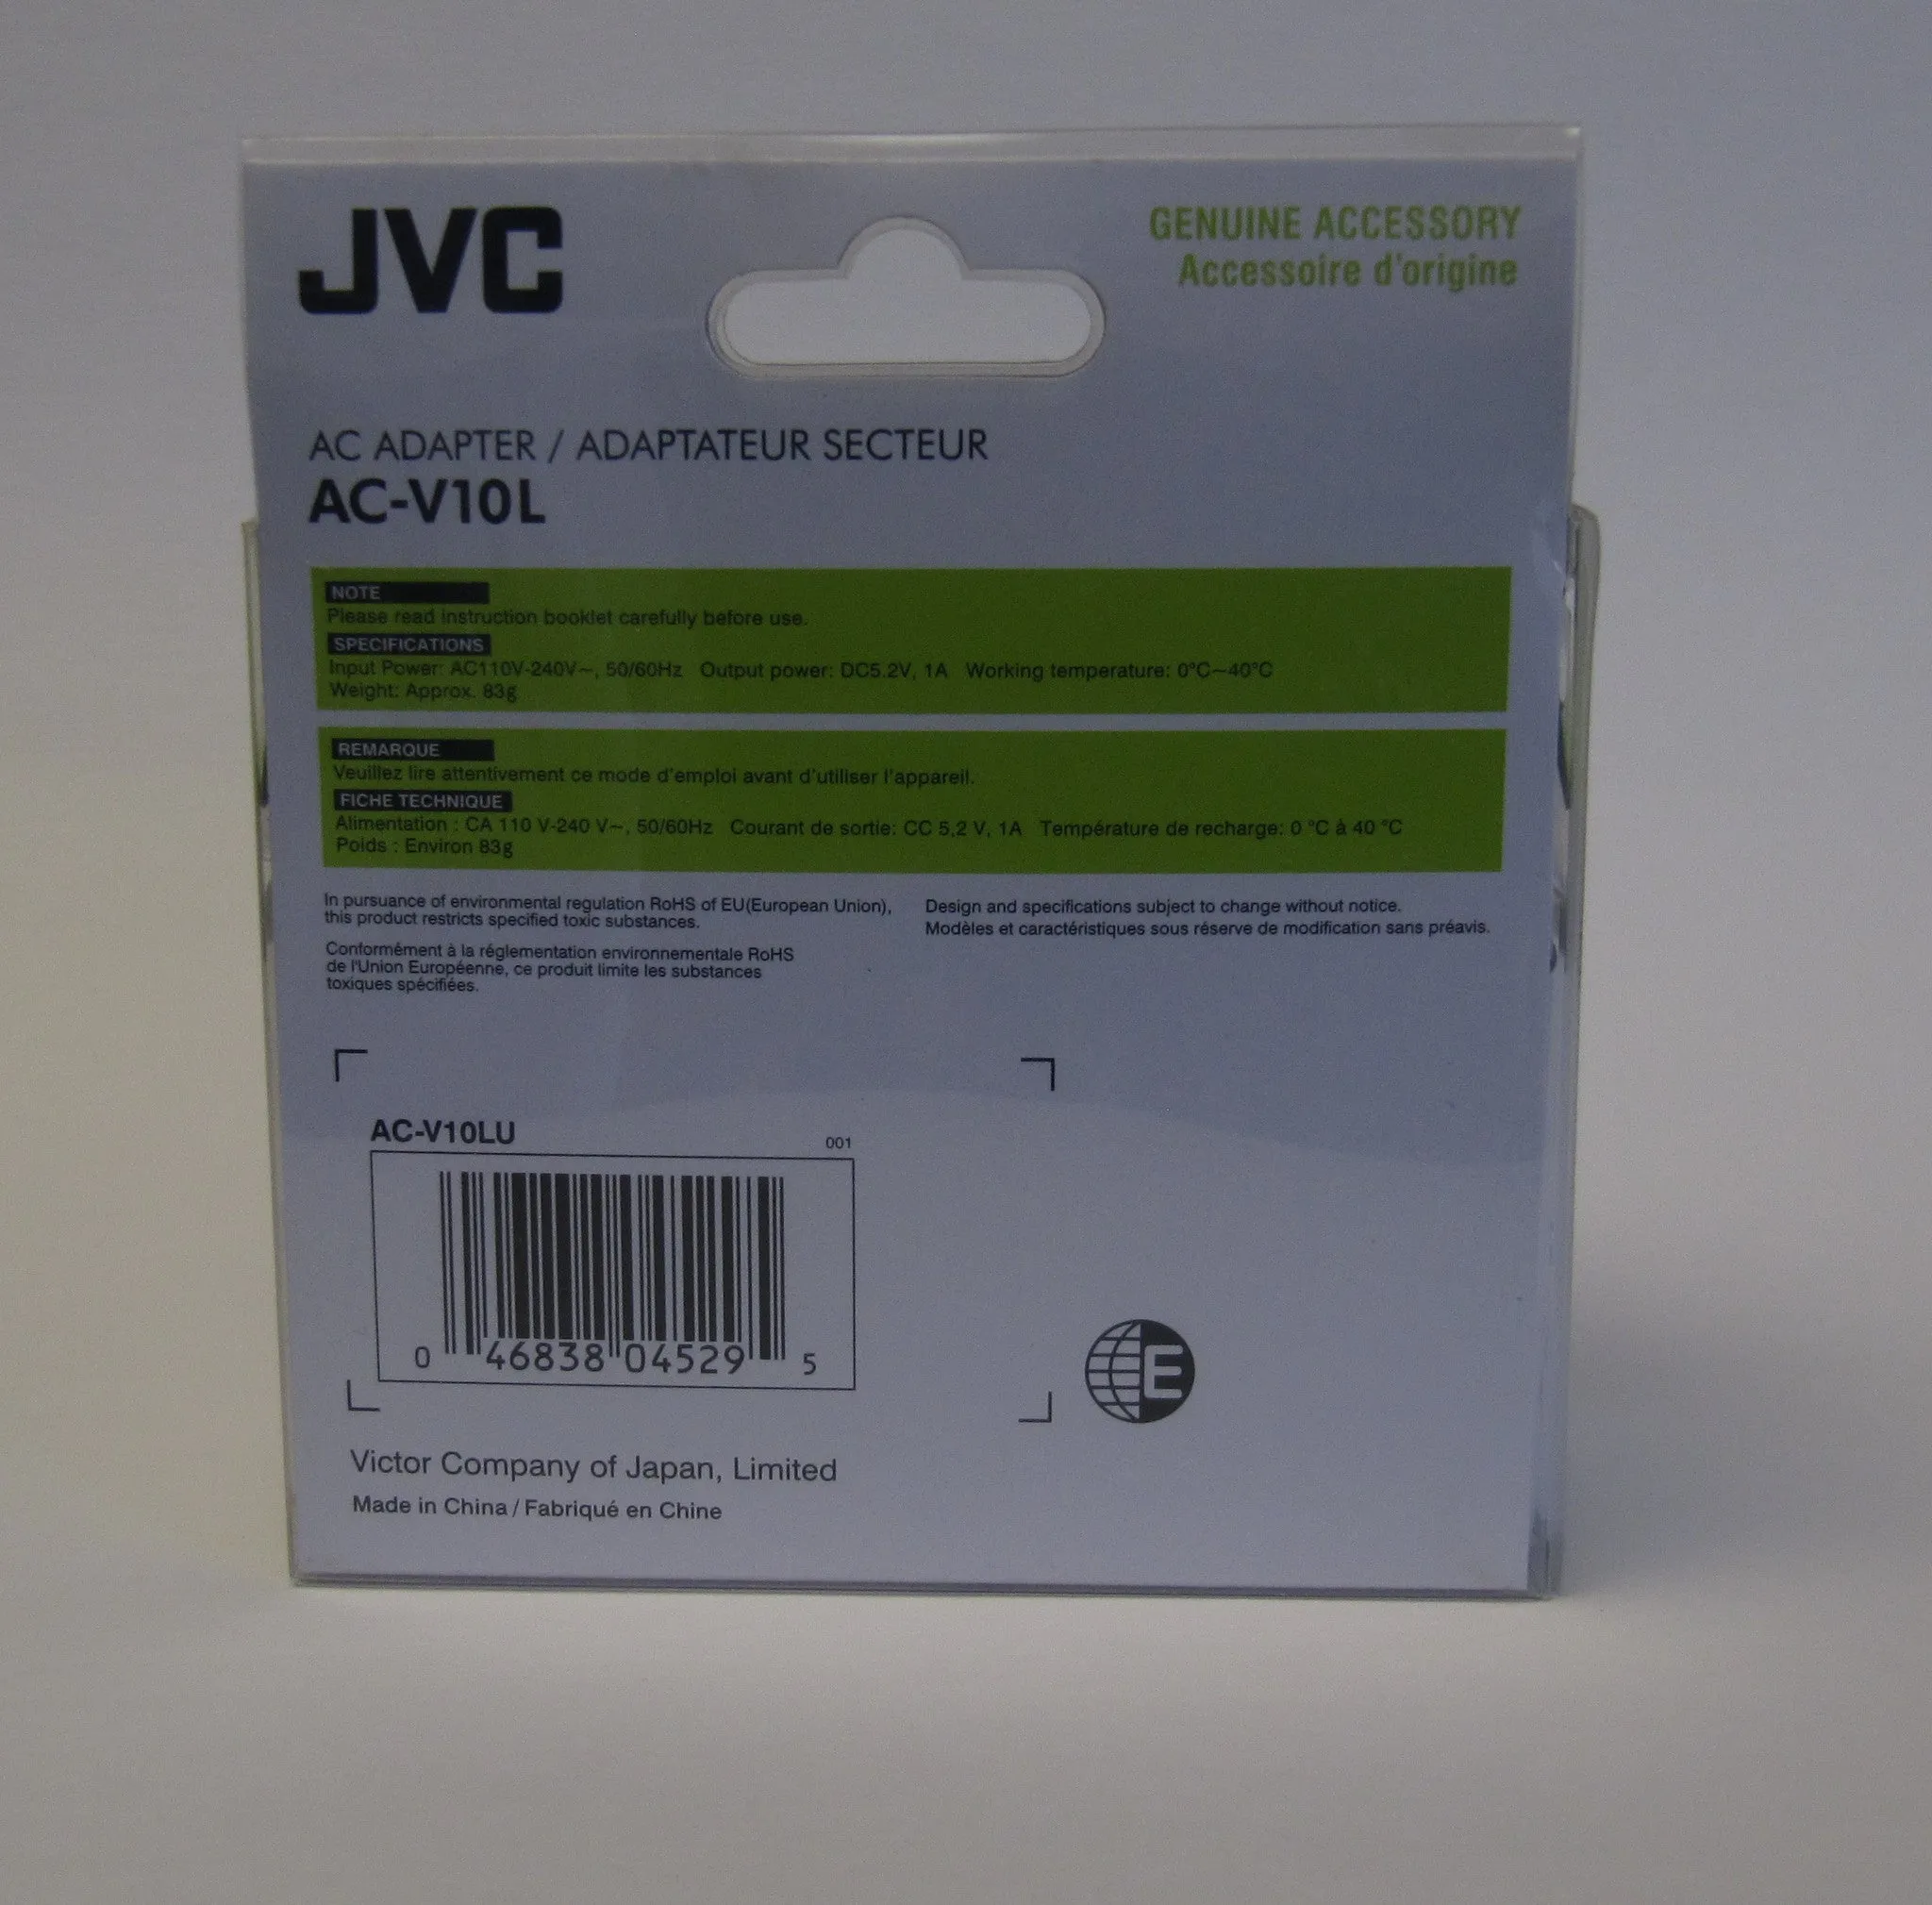 JVC
GENUINE ACCESSORY
Accessoire d'origine
AC ADAPTER / ADAPTATEUR SECTEUR
AC-V10L
NOTE
Please read instruction booklet carefully before use.
SPECIFICATIONS
Input Power: AC110V-240V~, 50/60Hz Output power: DC5.2V, 1A Working temperature: 0°C~40°C
Weight: Approx. 83g
REMARQUE
Veuillez lire attentivement ce mode d'emploi avant d'utiliser l'appareil.
FICHE TECHNIQUE
Alimentation : CA 110 V-240 V~, 50/60Hz Courant de sortie: CC 5,2 V, 1A Température de recharge: 0 °C à 40 °C
Poids : Environ 83g
In pursuance of environmental regulation RoHS of EU(European Union),
this product restricts specified toxic substances.
Conformément à la réglementation environnementale RoHS
de l'Union Européenne, ce produit limite les substances
toxiques spécifiées.
Design and specifications subject to change without notice.
Modèles et caractéristiques sous réserve de modification sans préavis.
AC-V10LU
001
0 46838 04529 5
E
Victor Company of Japan, Limited
Made in China / Fabriqué en Chine